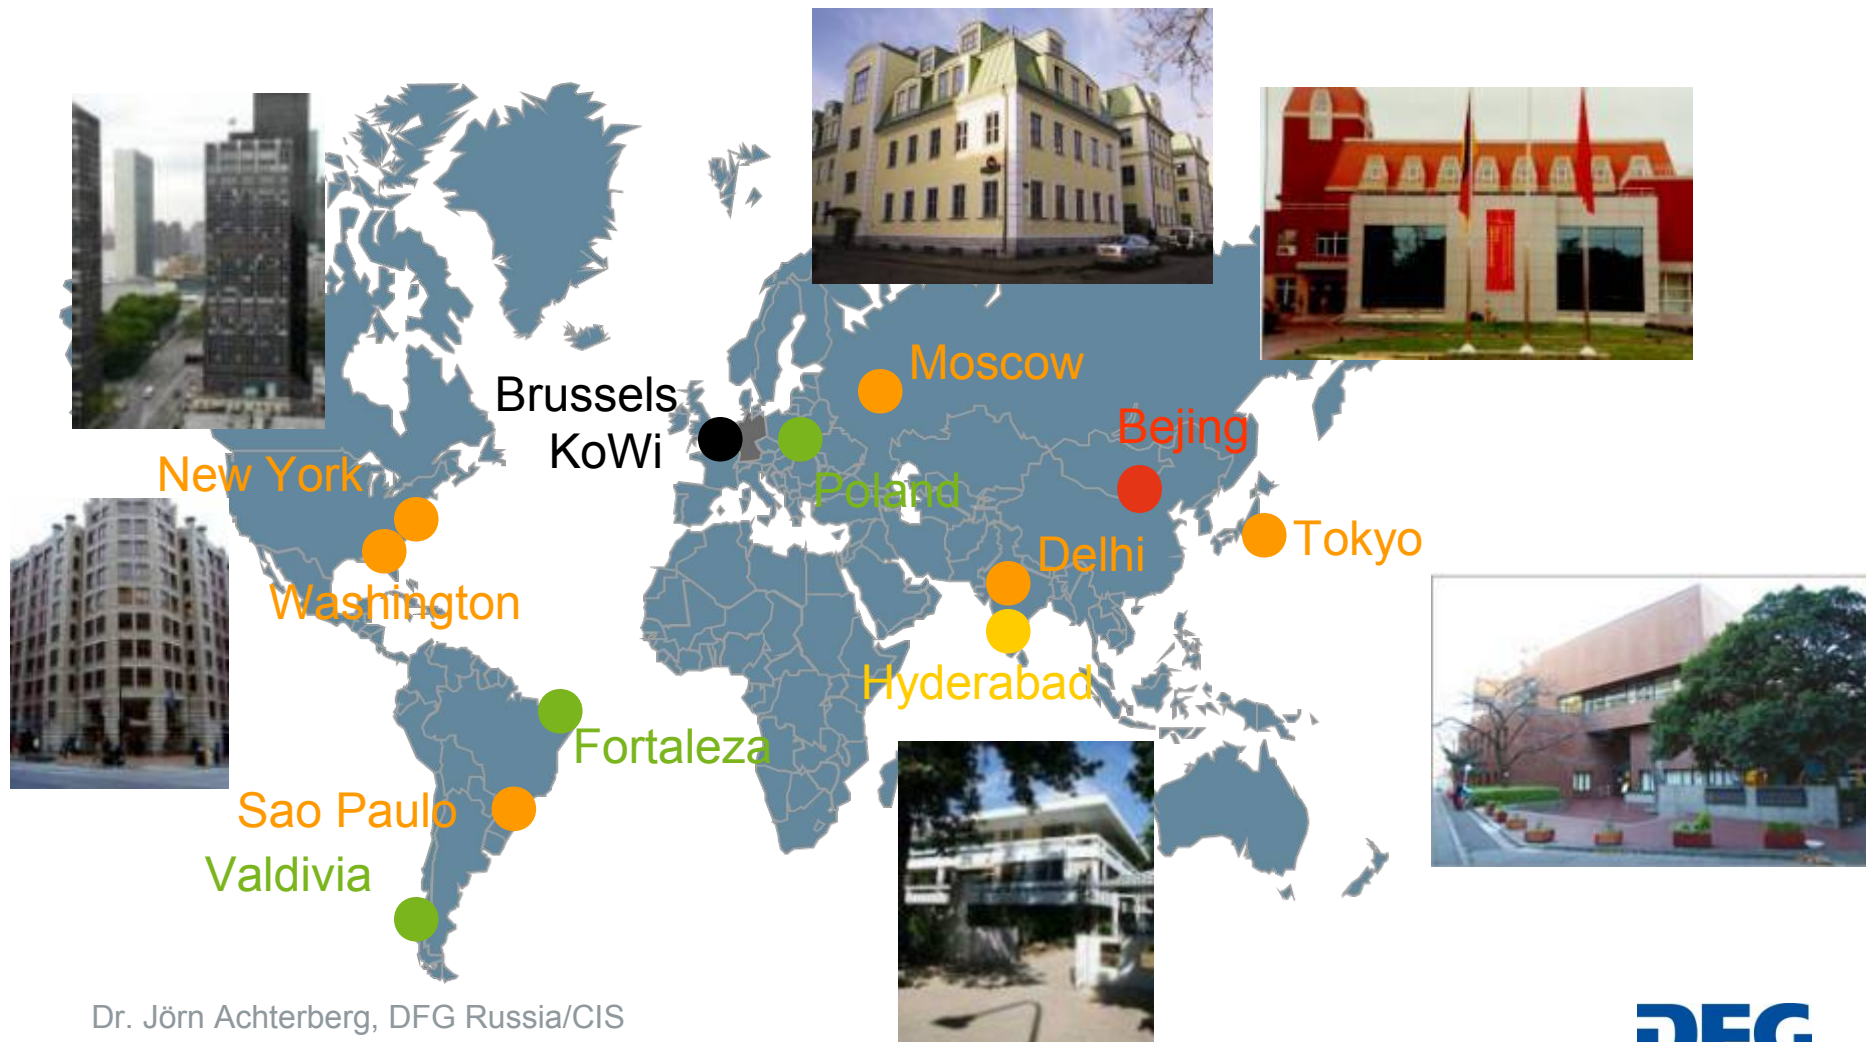 Moscow
Brussels
KoWi
Bejing
New York
Poland
Tokyo
Delhi
Washington
Hyderabad
Fortaleza
Sao Paulo
Valdivia
Dr. Jörn Achterberg, DFG Russia/CIS
DFG